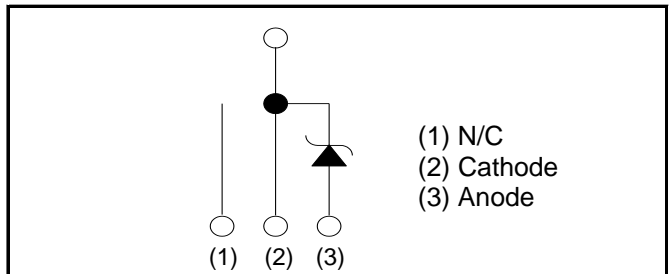 (1) N/C
(2) Cathode
(3) Anode
(1) (2) (3)